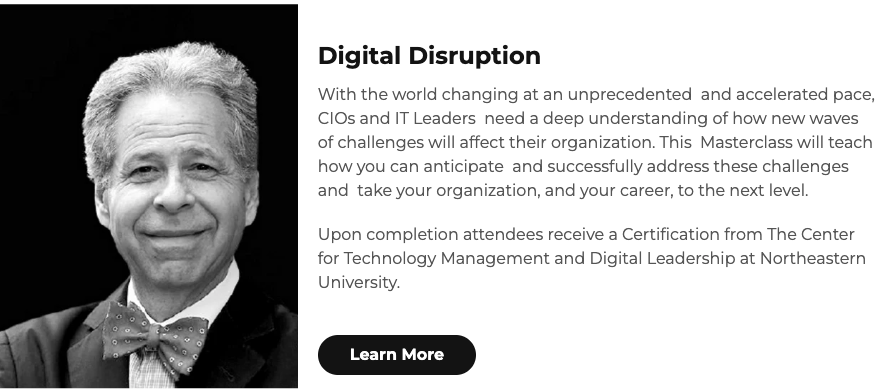 Digital Disruption
With the world changing at an unprecedented  and accelerated pace,
CIOs and IT Leaders  need a deep understanding of how new waves
of challenges will affect their organization. This  Masterclass will teach
how you can anticipate  and successfully address these challenges
and  take your organization, and your career, to the next level.
Upon completion attendees receive a Certification from The Center
for Technology Management and Digital Leadership at Northeastern
University.
Learn More